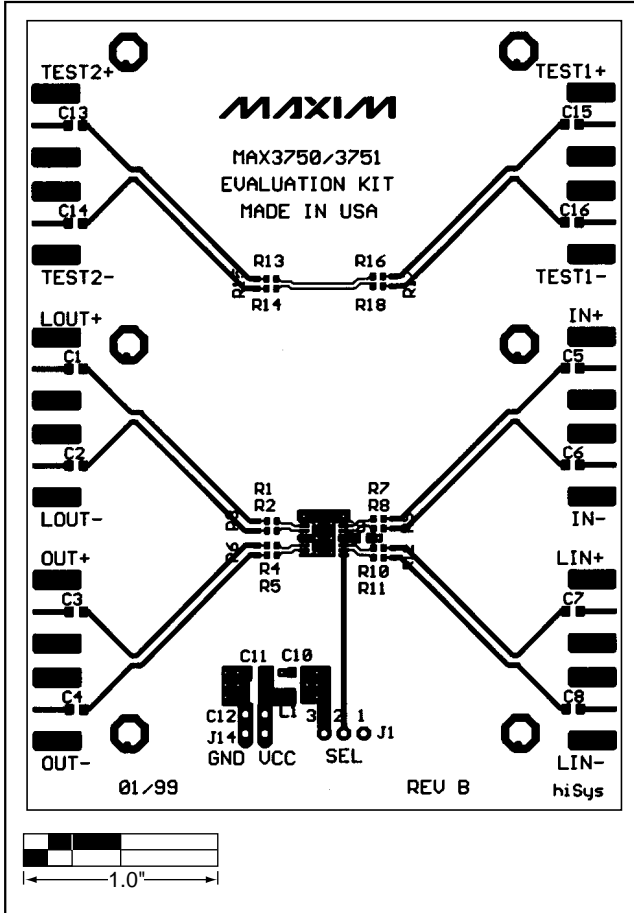 TEST2+ TEST1+
C13 MAXIM C15
MAX3750/3751
EVALUATION KIT
MADE IN USA
C14 C16
TEST2- R13 R16 TEST1-
R15
R14 R18
LOUT+ IN+
C1 C5
C2 C6
R1 R7
R2 R8
LOUT- IN-
OUT+ R6 LIN+
R4 R10
R5 R11
C3 C7
C11 C10
C4 C8
C12 L1 3 2 1
J14 J1
GND VCC SEL
OUT- LIN-
01/99 REV B hiSys
1.0"